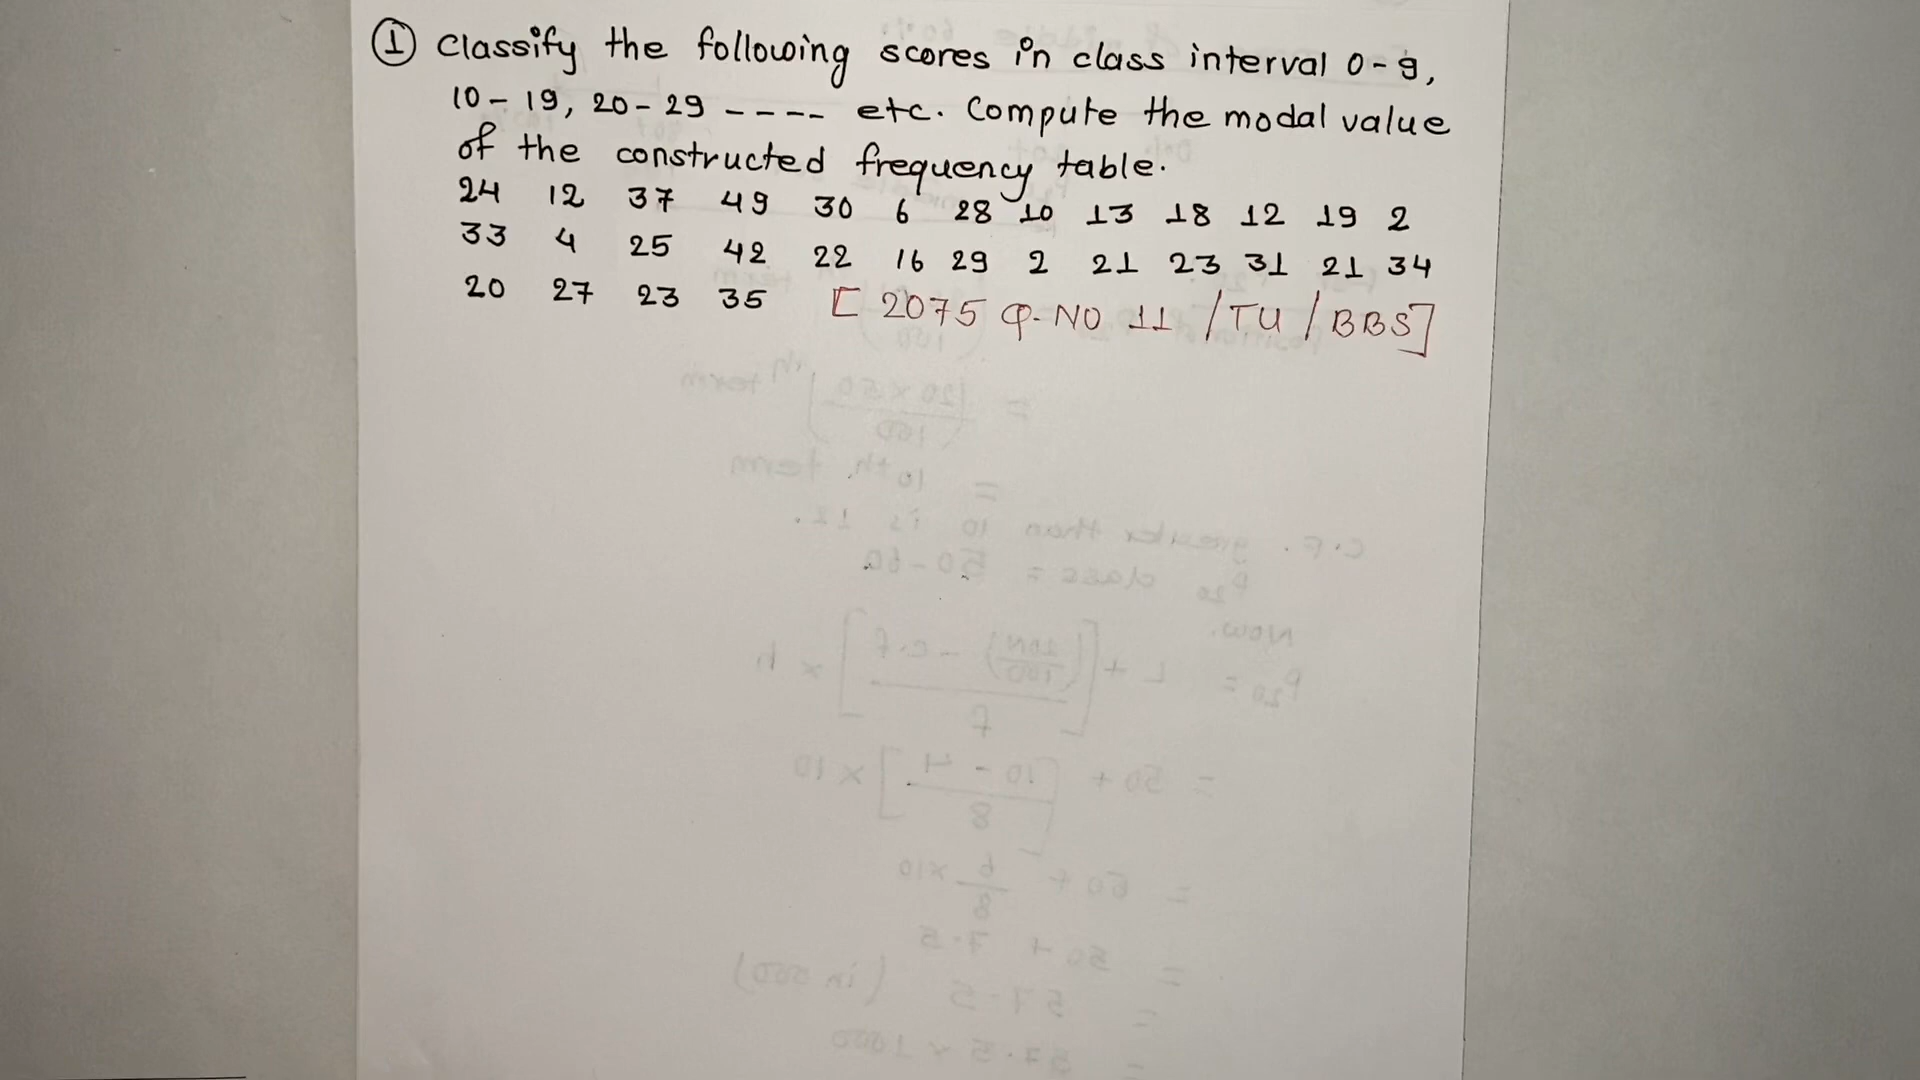 ① Classify the following scores in class interval 0-9,
10-19, 20-29 ---- etc. Compute the modal value
of the constructed frequency table.
24 12 37 49 30 6 28 10 13 18 12 19 2
33 4 25 42 22 16 29 2 21 23 31 21 34
20 27 23 35 [2075 Q.NO 11 /TU/BBS]